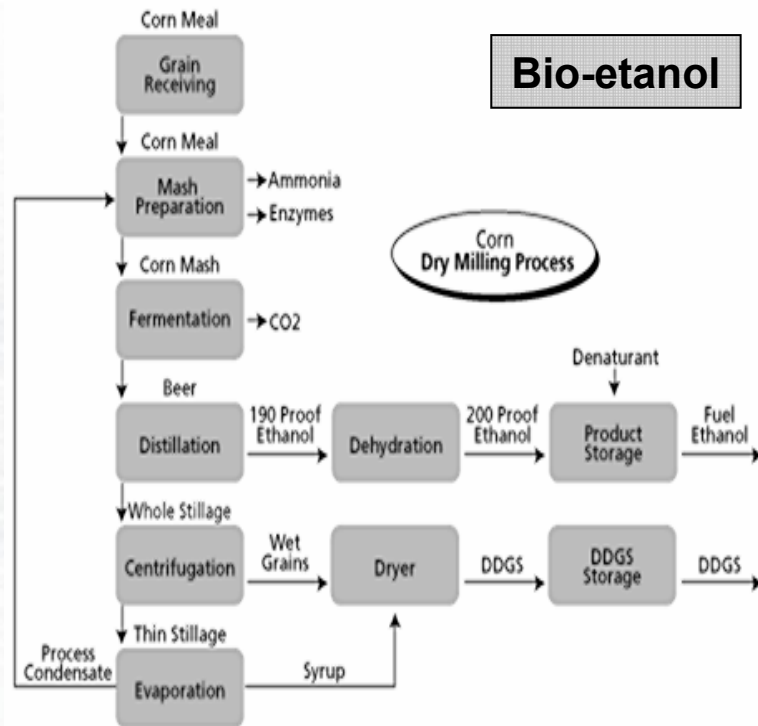 Corn Meal
Grain
Receiving
Bio-etanol
Corn Meal
Mash
Preparation
Ammonia
Enzymes
Corn
Dry Milling Process
Corn Mash
Fermentation
CO2
Denaturant
Beer
Distillation
190 Proof
Ethanol
Dehydration
200 Proof
Ethanol
Product
Storage
Fuel
Ethanol
Whole Stillage
Centrifugation
Wet
Grains
Dryer
DDGS
DDGS
Storage
DDGS
Thin Stillage
Process
Condensate
Evaporation
Syrup